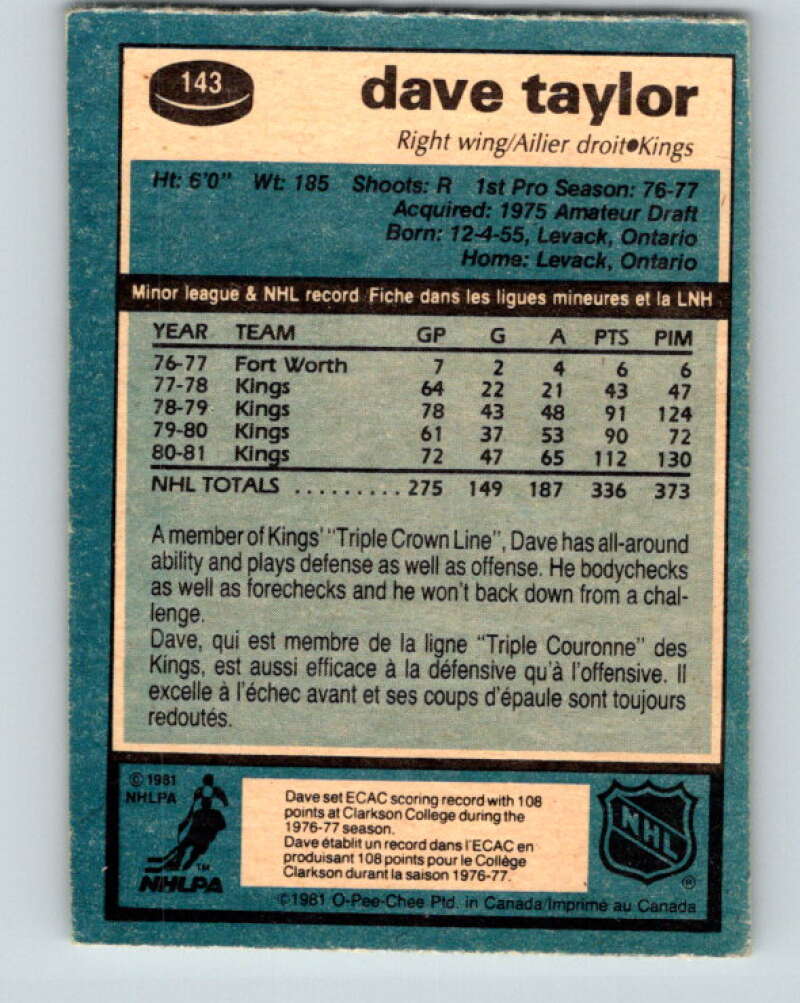 143
dave taylor
Right wing/Ailier droit•Kings
Ht: 6'0" Wt: 185 Shoots: R 1st Pro Season: 76-77
Acquired: 1975 Amateur Draft
Born: 12-4-55, Levack, Ontario
Home: Levack, Ontario
Minor league & NHL record Fiche dans les ligues mineures et la LNH
YEAR TEAM GP G A PTS PIM
76-77 Fort Worth 7 2 4 6 6
77-78 Kings 64 22 21 43 47
78-79 Kings 78 43 48 91 124
79-80 Kings 61 37 53 90 72
80-81 Kings 72 47 65 112 130
NHL TOTALS ......... 275 149 187 336 373
A member of Kings' "Triple Crown Line", Dave has all-around
ability and plays defense as well as offense. He bodychecks
as well as forechecks and he won't back down from a chal-
lenge.
Dave, qui est membre de la ligne "Triple Couronne" des
Kings, est aussi efficace à la défensive qu'à l'offensive. Il
excelle à l'échec avant et ses coups d'épaule sont toujours
redoutés.
© 1981
NHLPA
TM
NHLPA
Dave set ECAC scoring record with 108
points at Clarkson College during the
1976-77 season.
Dave établit un record dans l'ECAC en
produisant 108 points pour le Collège
Clarkson durant la saison 1976-77.
NHL
®
©1981 O-Pee-Chee Ptd. in Canada/Imprimé au Canada